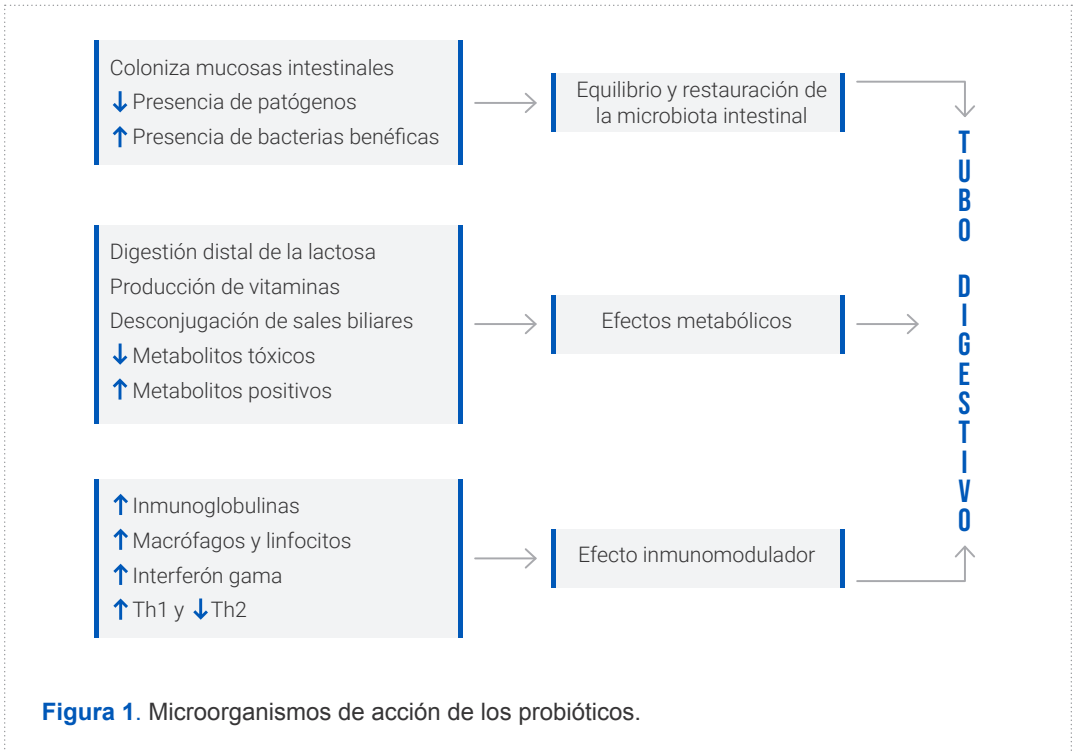 Coloniza mucosas intestinales
↓ Presencia de patógenos
↑ Presencia de bacterias benéficas
Equilibrio y restauración de
la microbiota intestinal
Digestión distal de la lactosa
Producción de vitaminas
Desconjugación de sales biliares
↓ Metabolitos tóxicos
↑ Metabolitos positivos
Efectos metabólicos
↑ Inmunoglobulinas
↑ Macrófagos y linfocitos
↑ Interferón gama
↑ Th1 y ↓ Th2
Efecto inmunomodulador
TUBO DIGESTIVO
Figura 1. Microorganismos de acción de los probióticos.